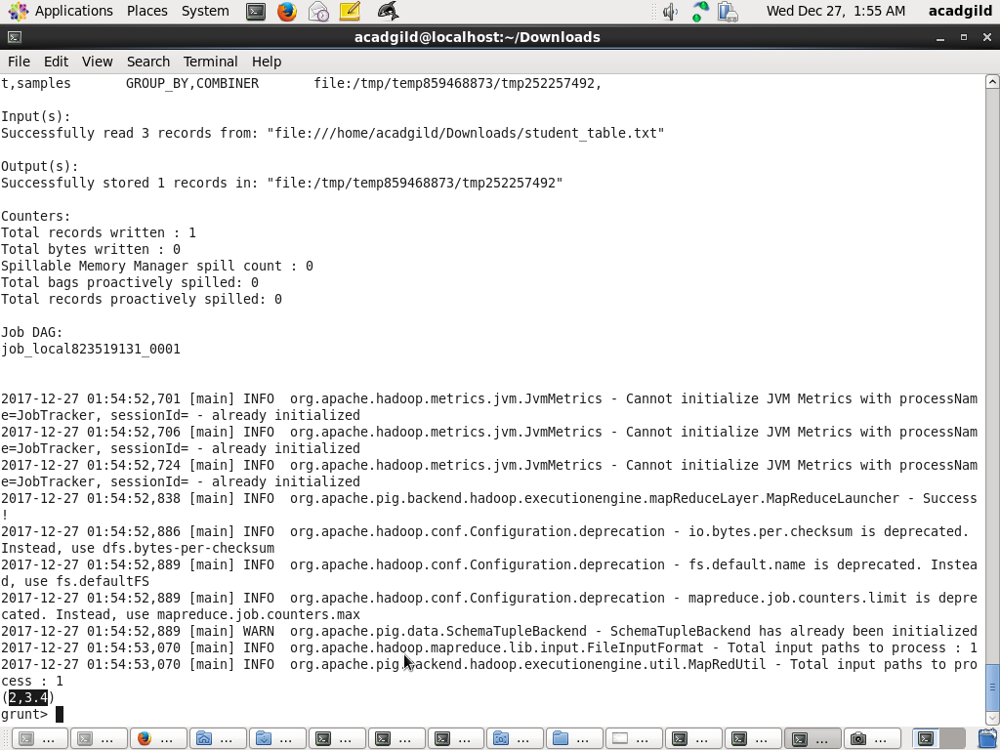 Applications Places System Wed Dec 27, 1:55 AM acadgild
acadgild@localhost:~/Downloads
File Edit View Search Terminal Help
t,samples GROUP_BY,COMBINER file:/tmp/temp859468873/tmp252257492,
Input(s):
Successfully read 3 records from: "file:///home/acadgild/Downloads/student_table.txt"
Output(s):
Successfully stored 1 records in: "file:/tmp/temp859468873/tmp252257492"
Counters:
Total records written : 1
Total bytes written : 0
Spillable Memory Manager spill count : 0
Total bags proactively spilled: 0
Total records proactively spilled: 0
Job DAG:
job_local823519131_0001
2017-12-27 01:54:52,701 [main] INFO  org.apache.hadoop.metrics.jvm.JvmMetrics - Cannot initialize JVM Metrics with processNam
e=JobTracker, sessionId= - already initialized
2017-12-27 01:54:52,706 [main] INFO  org.apache.hadoop.metrics.jvm.JvmMetrics - Cannot initialize JVM Metrics with processNam
e=JobTracker, sessionId= - already initialized
2017-12-27 01:54:52,724 [main] INFO  org.apache.hadoop.metrics.jvm.JvmMetrics - Cannot initialize JVM Metrics with processNam
e=JobTracker, sessionId= - already initialized
2017-12-27 01:54:52,838 [main] INFO  org.apache.pig.backend.hadoop.executionengine.mapReduceLayer.MapReduceLauncher - Success
!
2017-12-27 01:54:52,886 [main] INFO  org.apache.hadoop.conf.Configuration.deprecation - io.bytes.per.checksum is deprecated.
Instead, use dfs.bytes-per-checksum
2017-12-27 01:54:52,889 [main] INFO  org.apache.hadoop.conf.Configuration.deprecation - fs.default.name is deprecated. Instea
d, use fs.defaultFS
2017-12-27 01:54:52,889 [main] INFO  org.apache.hadoop.conf.Configuration.deprecation - mapreduce.job.counters.limit is depre
cated. Instead, use mapreduce.job.counters.max
2017-12-27 01:54:52,889 [main] WARN  org.apache.pig.data.SchemaTupleBackend - SchemaTupleBackend has already been initialized
2017-12-27 01:54:53,070 [main] INFO  org.apache.hadoop.mapreduce.lib.input.FileInputFormat - Total input paths to process : 1
2017-12-27 01:54:53,070 [main] INFO  org.apache.pig.backend.hadoop.executionengine.util.MapRedUtil - Total input paths to pro
cess : 1
(2,3.4)
grunt>
... ... ... ... ... ... ... ... ... ... ... ... ... ... ...